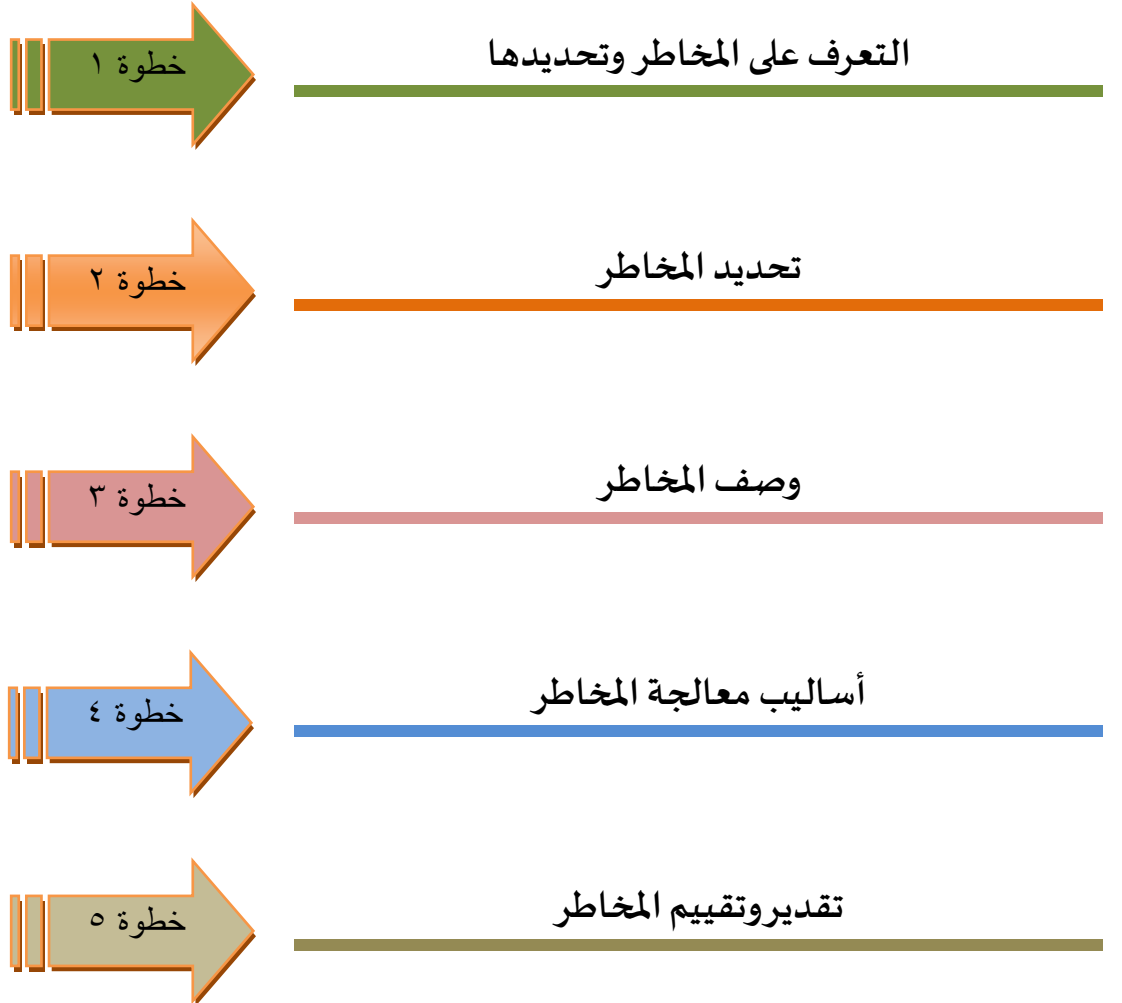 خطوة ١
التعرف على المخاطر وتحديدها
خطوة ٢
تحديد المخاطر
خطوة ٣
وصف المخاطر
خطوة ٤
أساليب معالجة المخاطر
خطوة ٥
تقديروتقييم المخاطر